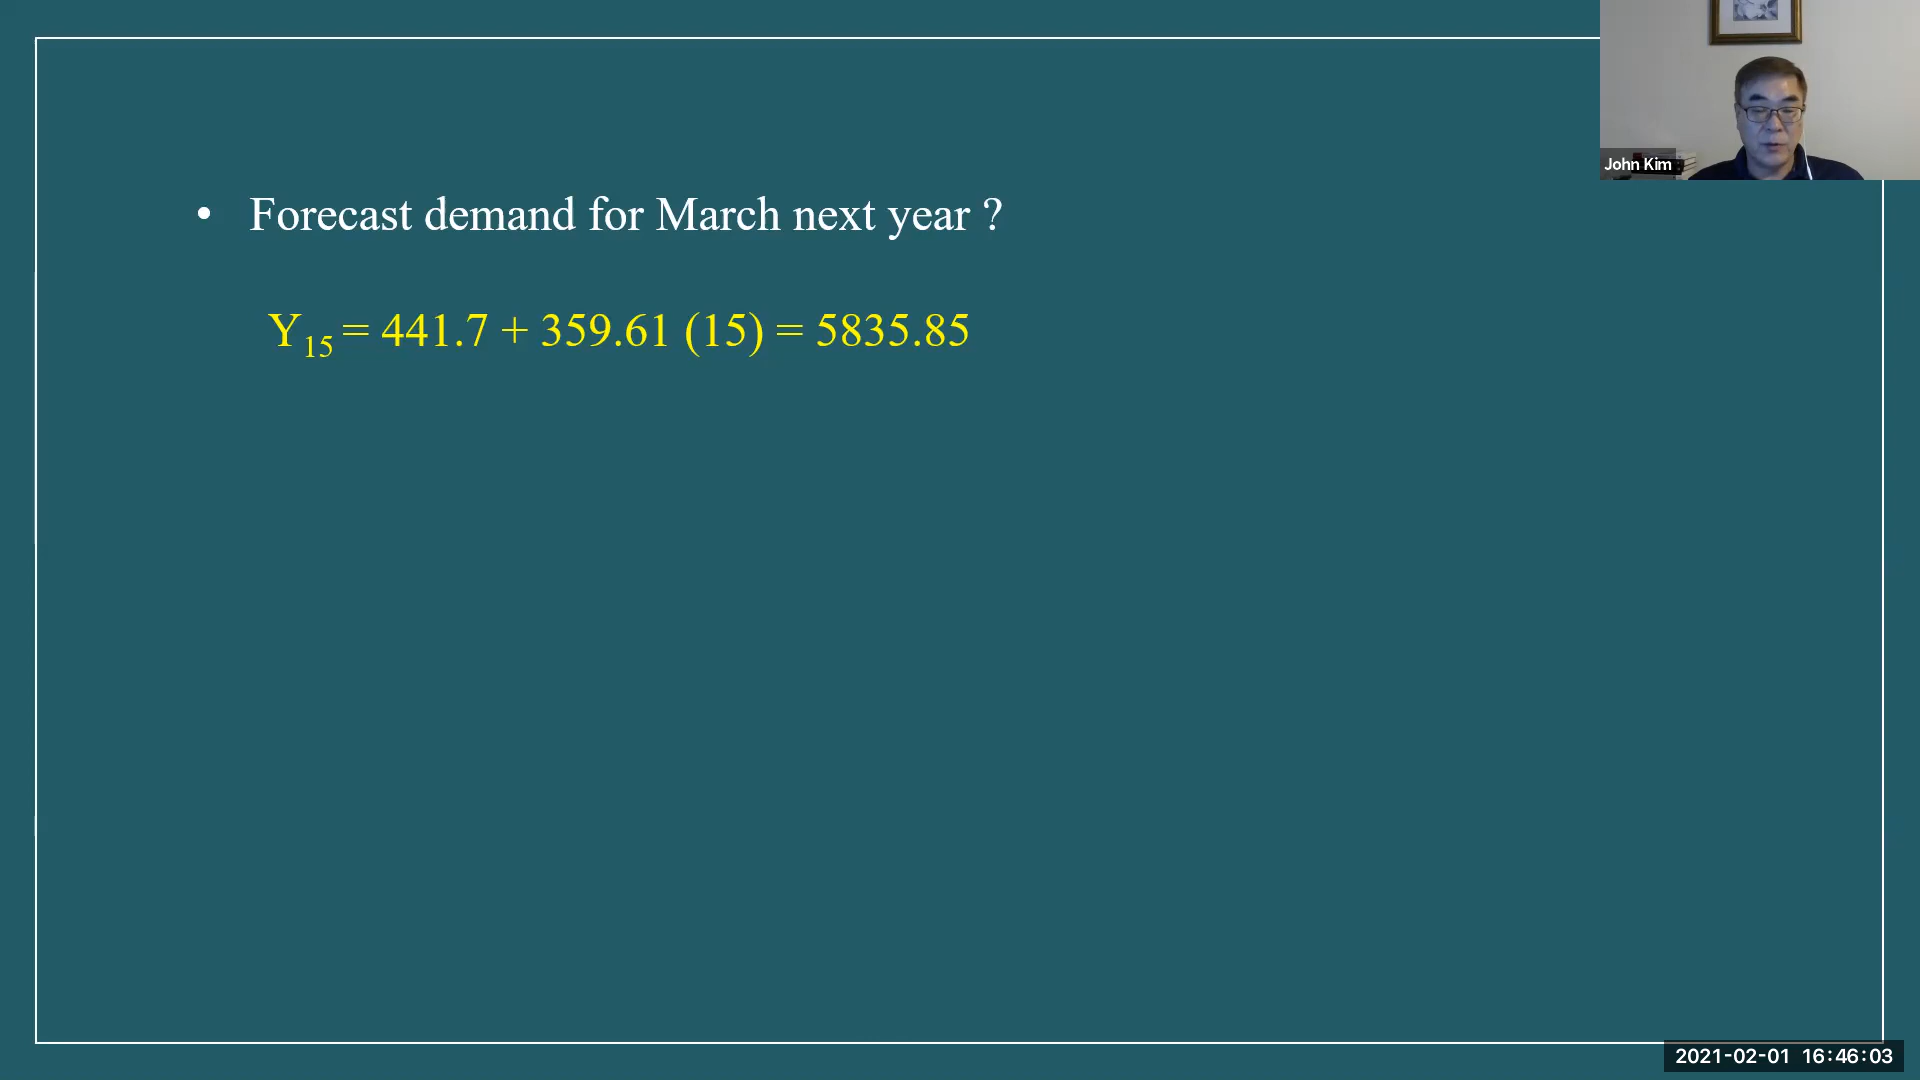 John Kim
• Forecast demand for March next year ?
Y15 = 441.7 + 359.61 (15) = 5835.85
2021-02-01 16:46:03